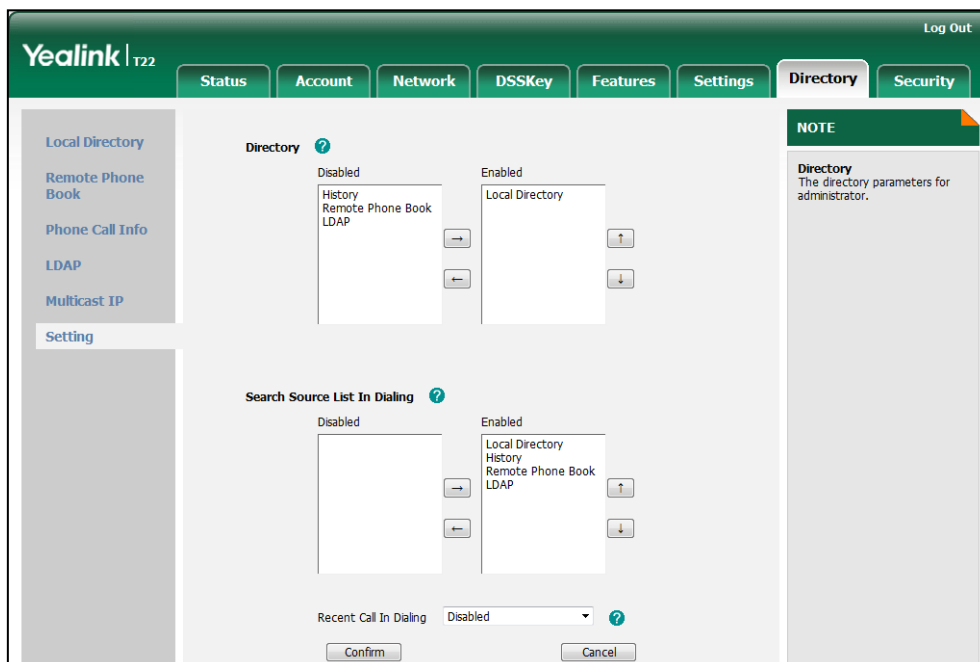 Log Out
Yealink T22
Status Account Network DSSKey Features Settings Directory Security
Local Directory
Remote Phone
Book
Phone Call Info
LDAP
Multicast IP
Setting
Directory ?
Disabled Enabled
History
Remote Phone Book
LDAP
Local Directory
→ ↑
← ↓
Search Source List In Dialing ?
Disabled Enabled
Local Directory
History
Remote Phone Book
LDAP
→ ↑
← ↓
Recent Call In Dialing Disabled ?
Confirm Cancel
NOTE
Directory
The directory parameters for
administrator.